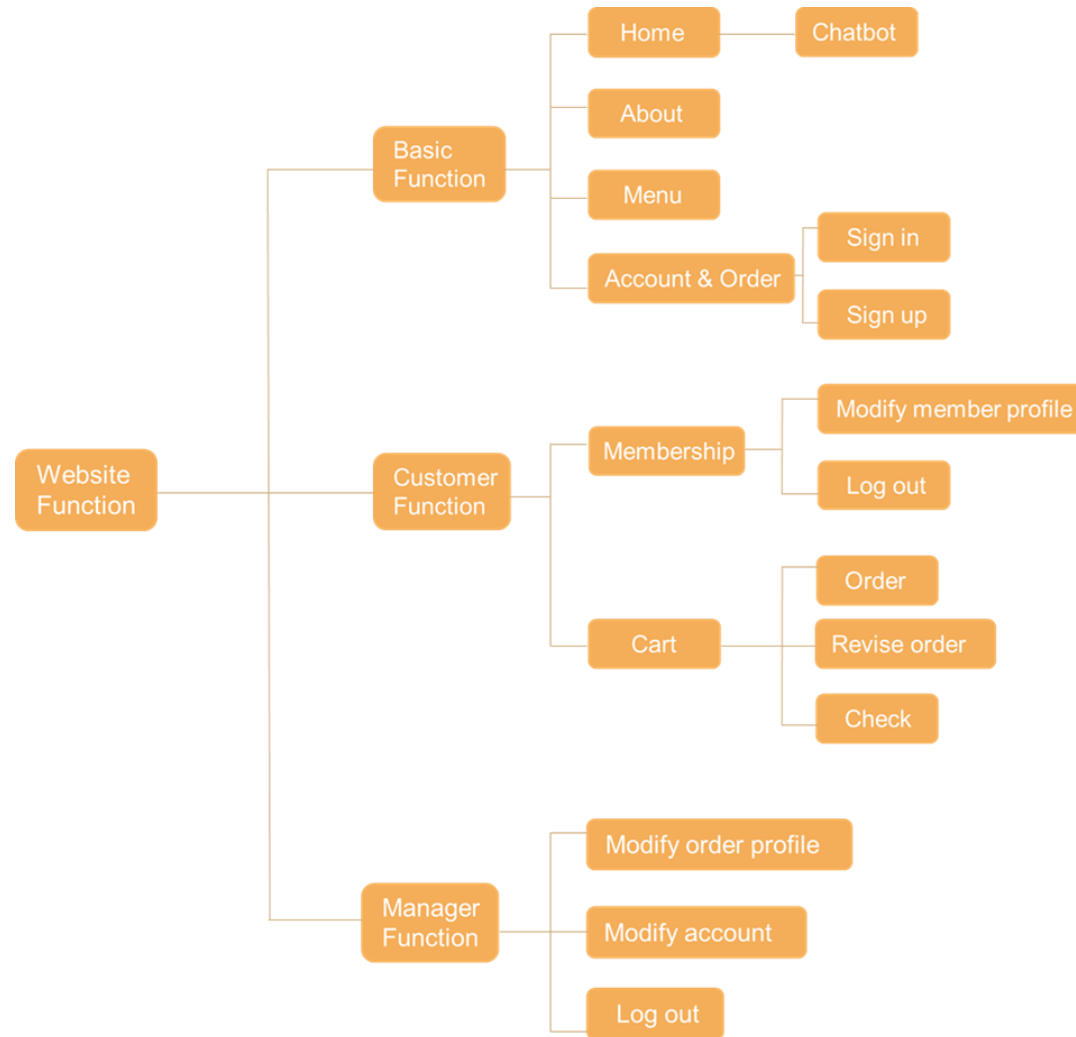 Home
Chatbot
About
Basic
Function
Menu
Sign in
Account & Order
Sign up
Modify member profile
Membership
Website
Function
Customer
Function
Log out
Order
Cart
Revise order
Check
Modify order profile
Manager
Function
Modify account
Log out